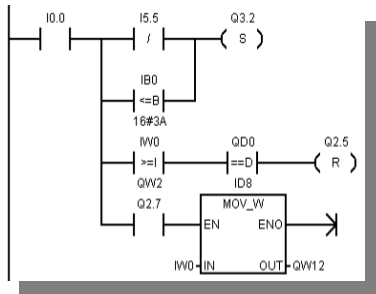 I0.0 I5.5 Q3.2
/ S
IB0
<=B
16#3A
IW0 QD0 Q2.5
>=I ==D R
QW2 ID8
Q2.7 MOV_W
EN ENO
IW0 IN OUT QW12